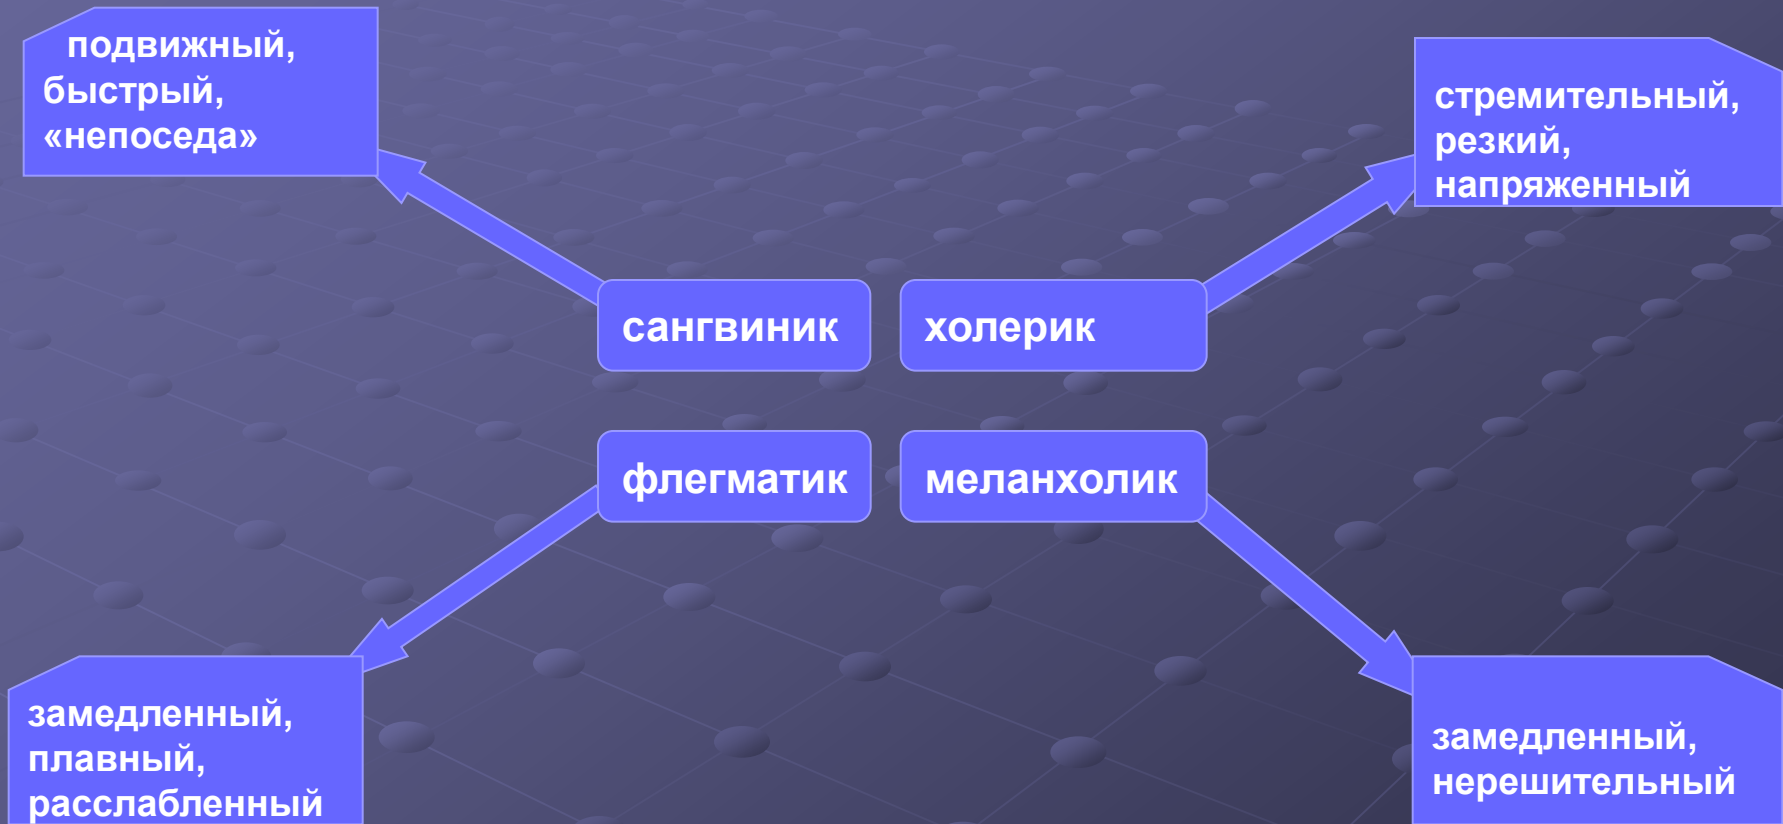 подвижный,
быстрый,
«непоседа»
стремительный,
резкий,
напряженный
сангвиник
холерик
флегматик
меланхолик
замедленный,
плавный,
расслабленный
замедленный,
нерешительный